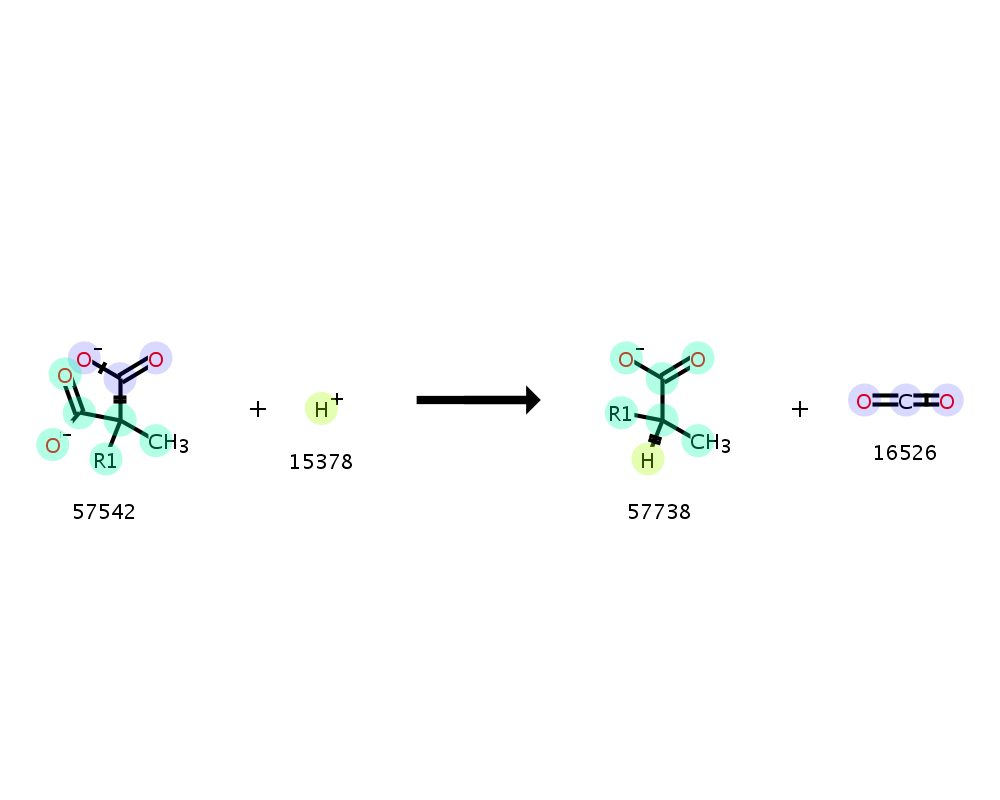 O⁻ O O O⁻ R1 CH₃
57542
+
H⁺
15378
O⁻ O R1 H CH₃
57738
+
O C O
16526